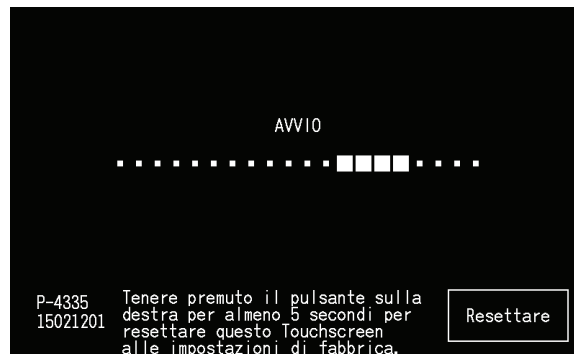 AVVIO
P-4335
15021201
Tenere premuto il pulsante sulla
destra per almeno 5 secondi per
resettare questo Touchscreen
alle impostazioni di fabbrica.
Resettare